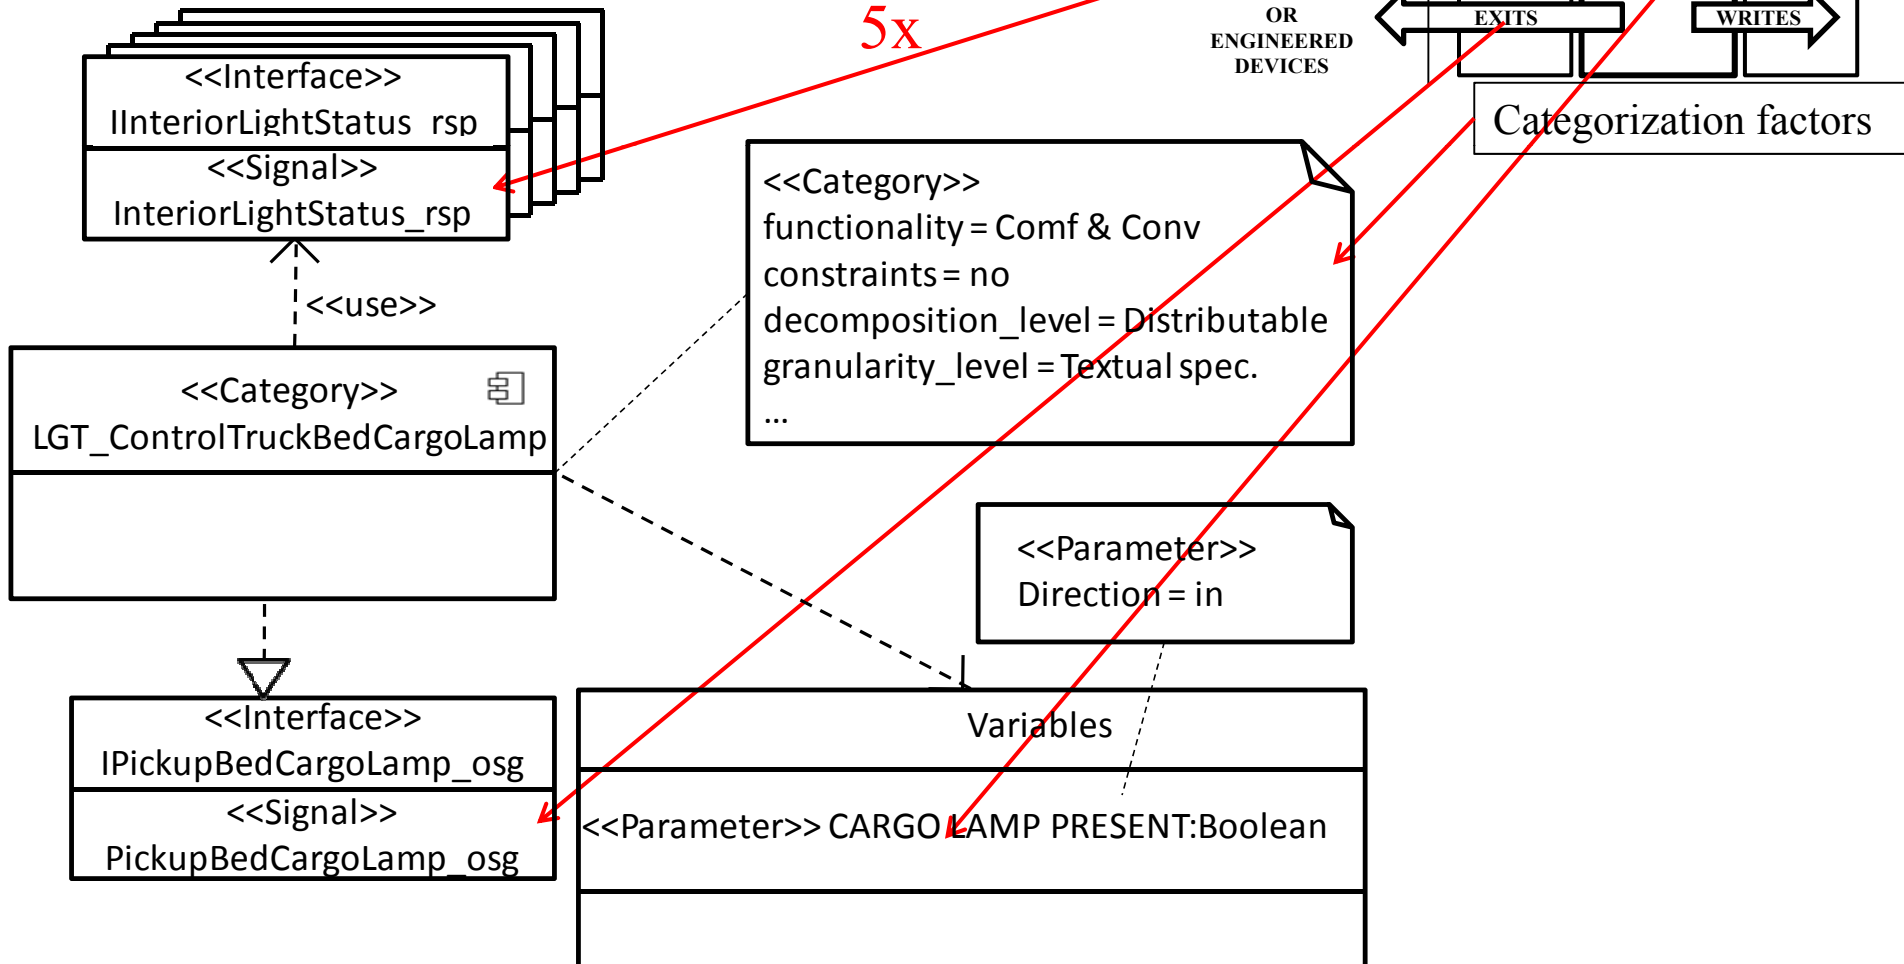 5x
OR
ENGINEERED
DEVICES
EXITS
WRITES
Categorization factors
<<Interface>>
IInteriorLightStatus_rsp
<<Signal>>
InteriorLightStatus_rsp
<<use>>
<<Category>>
functionality = Comf & Conv
constraints = no
decomposition_level = Distributable
granularity_level = Textual spec.
...
<<Category>>
LGT_ControlTruckBedCargoLamp
<<Parameter>>
Direction = in
<<Interface>>
IPickupBedCargoLamp_osg
<<Signal>>
PickupBedCargoLamp_osg
Variables
<<Parameter>> CARGO LAMP PRESENT:Boolean